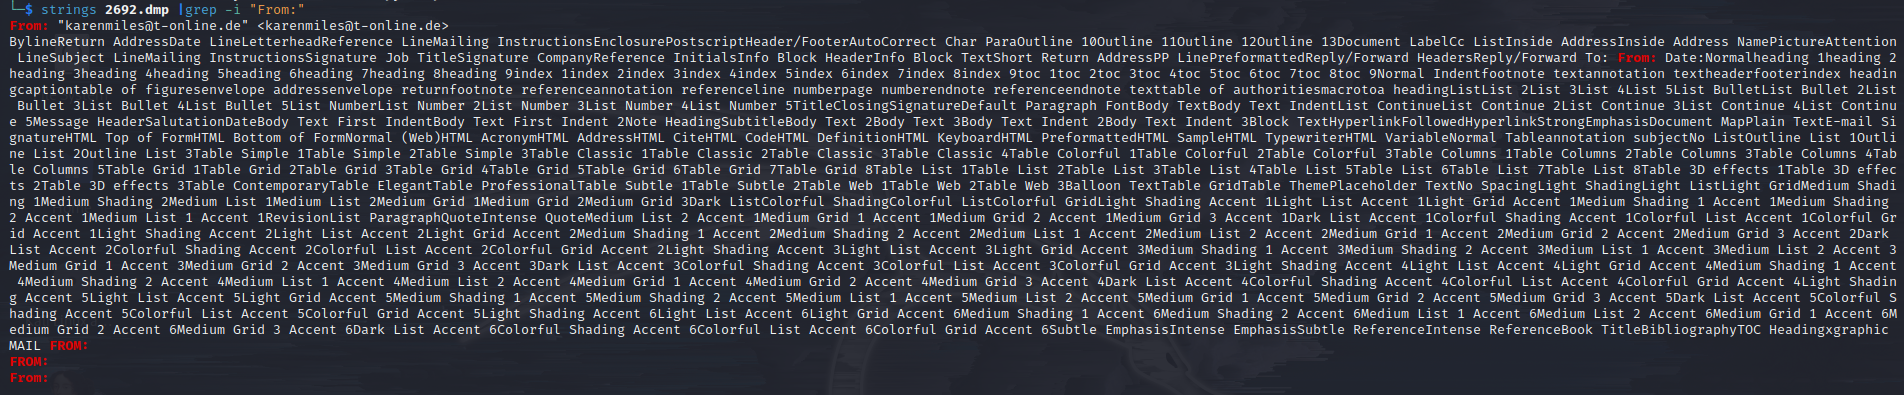 └─$ strings 2692.dmp |grep -i "From:"
From: "karenmiles@t-online.de" <karenmiles@t-online.de>
BylineReturn AddressDate LineLetterheadReference LineMailing InstructionsEnclosurePostscriptHeader/FooterAutoCorrect Char ParaOutline 10Outline 11Outline 12Outline 13Document LabelCc ListInside AddressInside Address NamePictureAttention
LineSubject LineMailing InstructionsSignature Job TitleSignature CompanyReference InitialsInfo Block HeaderInfo Block TextShort Return AddressPP LinePreformattedReply/Forward HeadersReply/Forward To: From: Date:Normalheading 1heading 2
heading 3heading 4heading 5heading 6heading 7heading 8heading 9index 1index 2index 3index 4index 5index 6index 7index 8index 9toc 1toc 2toc 3toc 4toc 5toc 6toc 7toc 8toc 9Normal Indentfootnote textannotation textheaderfooterindex headin
gcaptiontable of figuresenvelope addressenvelope returnfootnote referenceannotation referenceline numberpage numberendnote referenceendnote texttable of authoritiesmacrotoa headingListList 2List 3List 4List 5List BulletList Bullet 2List
Bullet 3List Bullet 4List Bullet 5List NumberList Number 2List Number 3List Number 4List Number 5TitleClosingSignatureDefault Paragraph FontBody TextBody Text IndentList ContinueList Continue 2List Continue 3List Continue 4List Continu
e 5Message HeaderSalutationDateBody Text First IndentBody Text First Indent 2Note HeadingSubtitleBody Text 2Body Text 3Body Text Indent 2Body Text Indent 3Block TextHyperlinkFollowedHyperlinkStrongEmphasisDocument MapPlain TextE-mail Si
gnatureHTML Top of FormHTML Bottom of FormNormal (Web)HTML AcronymHTML AddressHTML CiteHTML CodeHTML DefinitionHTML KeyboardHTML PreformattedHTML SampleHTML TypewriterHTML VariableNormal Tableannotation subjectNo ListOutline List 1Outli
ne List 2Outline List 3Table Simple 1Table Simple 2Table Simple 3Table Classic 1Table Classic 2Table Classic 3Table Classic 4Table Colorful 1Table Colorful 2Table Colorful 3Table Columns 1Table Columns 2Table Columns 3Table Columns 4Tab
le Columns 5Table Grid 1Table Grid 2Table Grid 3Table Grid 4Table Grid 5Table Grid 6Table Grid 7Table Grid 8Table List 1Table List 2Table List 3Table List 4Table List 5Table List 6Table List 7Table List 8Table 3D effects 1Table 3D effec
ts 2Table 3D effects 3Table ContemporaryTable ElegantTable ProfessionalTable Subtle 1Table Subtle 2Table Web 1Table Web 2Table Web 3Balloon TextTable GridTable ThemePlaceholder TextNo SpacingLight ShadingLight ListLight GridMedium Shadi
ng 1Medium Shading 2Medium List 1Medium List 2Medium Grid 1Medium Grid 2Medium Grid 3Dark ListColorful ShadingColorful ListColorful GridLight Shading Accent 1Light List Accent 1Light Grid Accent 1Medium Shading 1 Accent 1Medium Shading
2 Accent 1Medium List 1 Accent 1RevisionList ParagraphQuoteIntense QuoteMedium List 2 Accent 1Medium Grid 1 Accent 1Medium Grid 2 Accent 1Medium Grid 3 Accent 1Dark List Accent 1Colorful Shading Accent 1Colorful List Accent 1Colorful Gr
id Accent 1Light Shading Accent 2Light List Accent 2Light Grid Accent 2Medium Shading 1 Accent 2Medium Shading 2 Accent 2Medium List 1 Accent 2Medium List 2 Accent 2Medium Grid 1 Accent 2Medium Grid 2 Accent 2Medium Grid 3 Accent 2Dark
List Accent 2Colorful Shading Accent 2Colorful List Accent 2Colorful Grid Accent 2Light Shading Accent 3Light List Accent 3Light Grid Accent 3Medium Shading 1 Accent 3Medium Shading 2 Accent 3Medium List 1 Accent 3Medium List 2 Accent 3
Medium Grid 1 Accent 3Medium Grid 2 Accent 3Medium Grid 3 Accent 3Dark List Accent 3Colorful Shading Accent 3Colorful List Accent 3Colorful Grid Accent 3Light Shading Accent 4Light List Accent 4Light Grid Accent 4Medium Shading 1 Accent
4Medium Shading 2 Accent 4Medium List 1 Accent 4Medium List 2 Accent 4Medium Grid 1 Accent 4Medium Grid 2 Accent 4Medium Grid 3 Accent 4Dark List Accent 4Colorful Shading Accent 4Colorful List Accent 4Colorful Grid Accent 4Light Shadin
g Accent 5Light List Accent 5Light Grid Accent 5Medium Shading 1 Accent 5Medium Shading 2 Accent 5Medium List 1 Accent 5Medium List 2 Accent 5Medium Grid 1 Accent 5Medium Grid 2 Accent 5Medium Grid 3 Accent 5Dark List Accent 5Colorful S
hading Accent 5Colorful List Accent 5Colorful Grid Accent 5Light Shading Accent 6Light List Accent 6Light Grid Accent 6Medium Shading 1 Accent 6Medium Shading 2 Accent 6Medium List 1 Accent 6Medium List 2 Accent 6Medium Grid 1 Accent 6M
edium Grid 2 Accent 6Medium Grid 3 Accent 6Dark List Accent 6Colorful Shading Accent 6Colorful List Accent 6Colorful Grid Accent 6Subtle EmphasisIntense EmphasisSubtle ReferenceIntense ReferenceBook TitleBibliographyTOC Headingxgraphic
MAIL FROM:
FROM:
From: